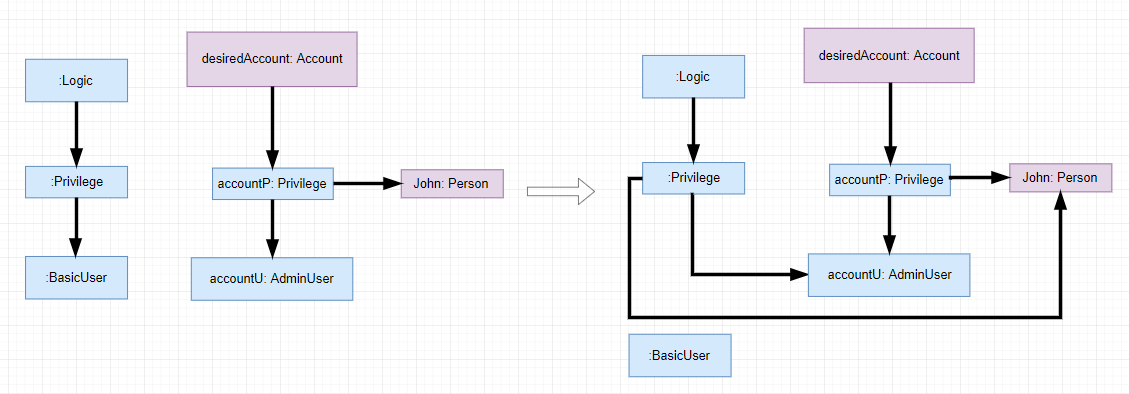 desiredAccount: Account
:Logic
:Privilege
accountP: Privilege
John: Person
:BasicUser
accountU: AdminUser
desiredAccount: Account
:Logic
:Privilege
accountP: Privilege
John: Person
accountU: AdminUser
:BasicUser